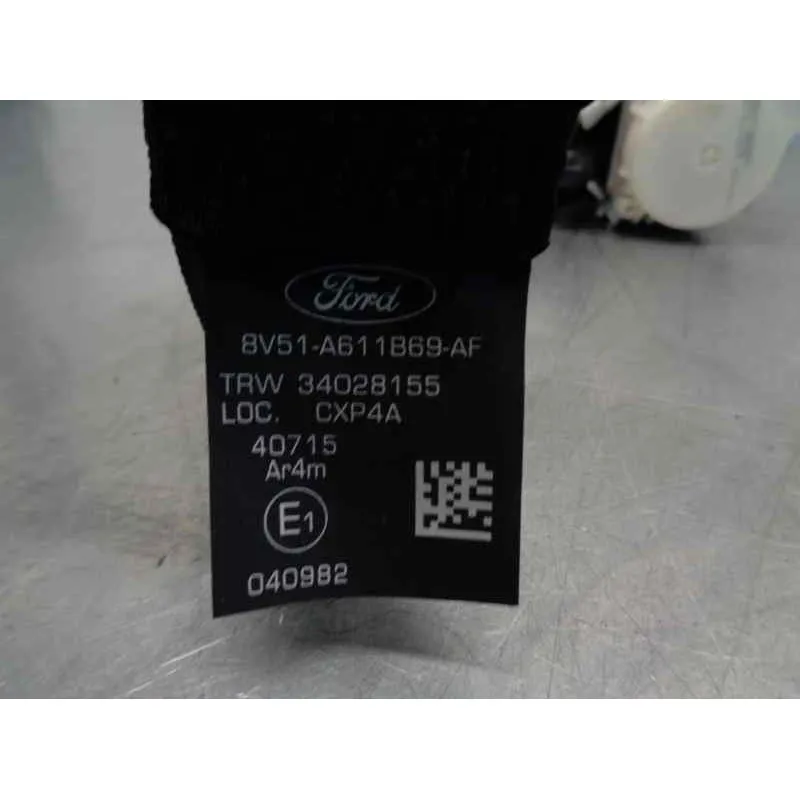 Ford
8V51-A611B69-AF
TRW 34028155
LOC. CXP4A
40715
Ar4m
E1
040982